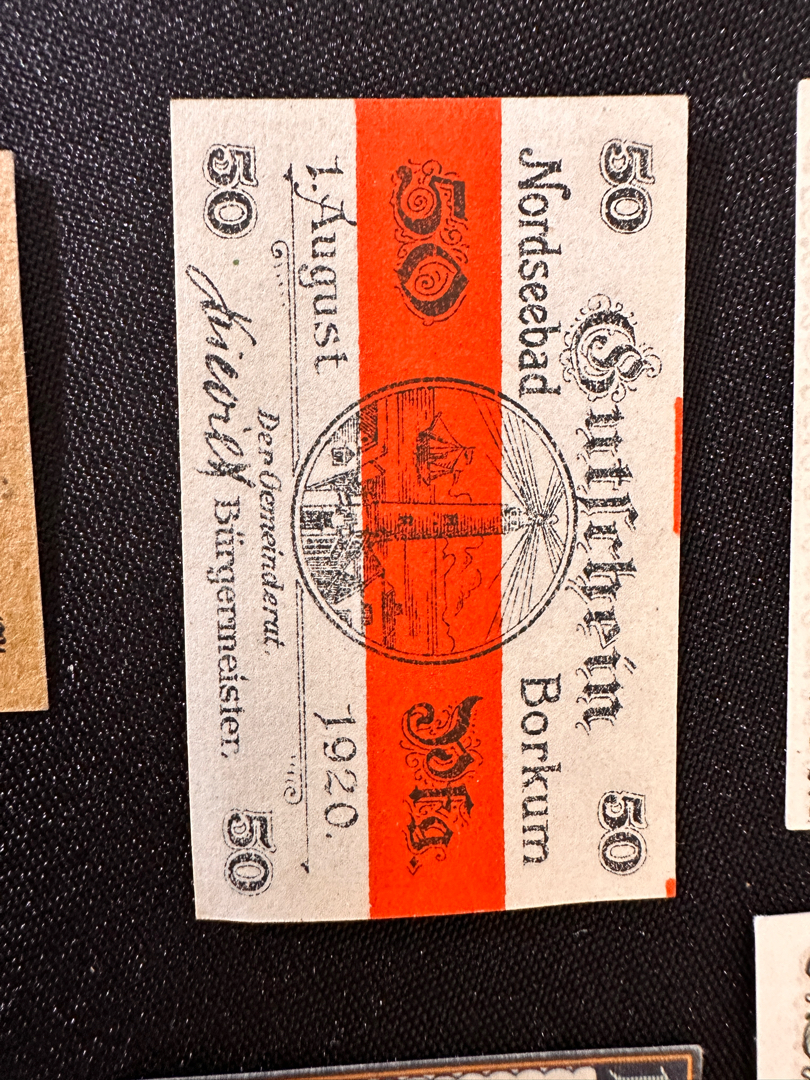 50 Gutschein 50
Nordseebad Borkum
50 Pfg.
1. August 1920.
Der Gemeinderat.
Bürgermeister.
50 50